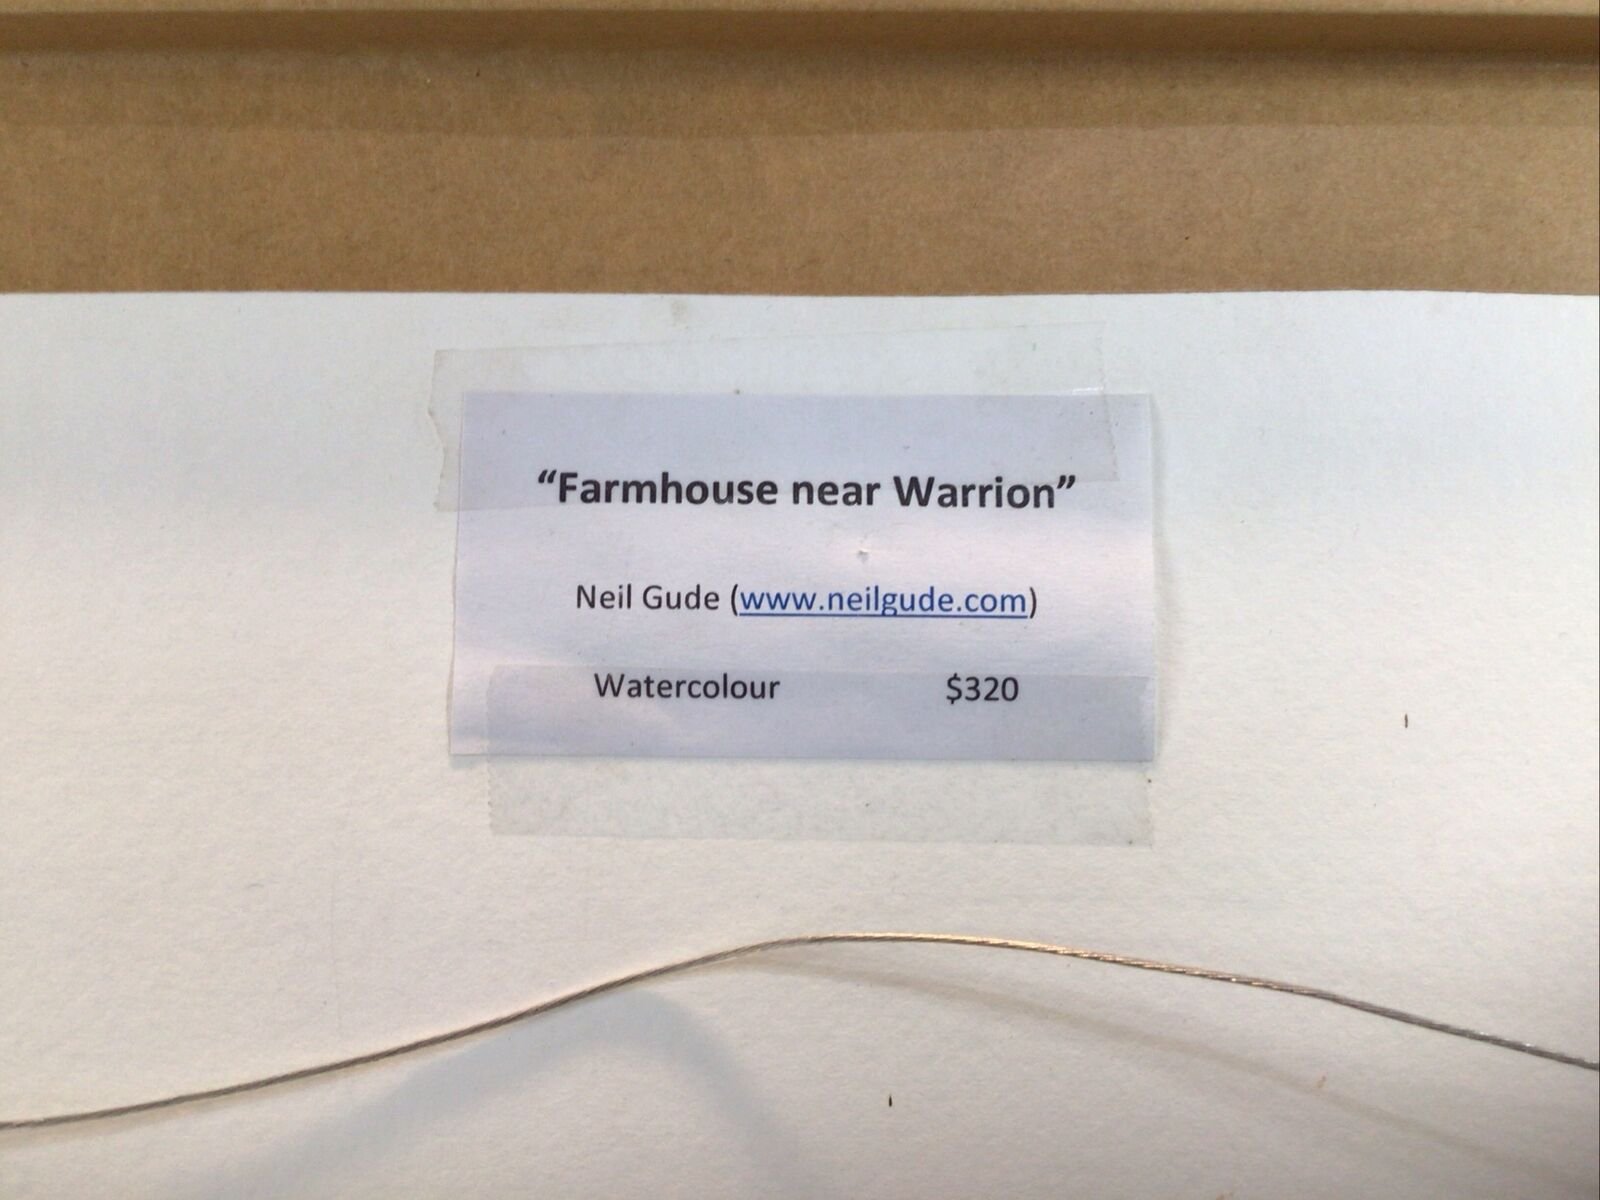 “Farmhouse near Warrion”
Neil Gude (www.neilgude.com)
Watercolour $320